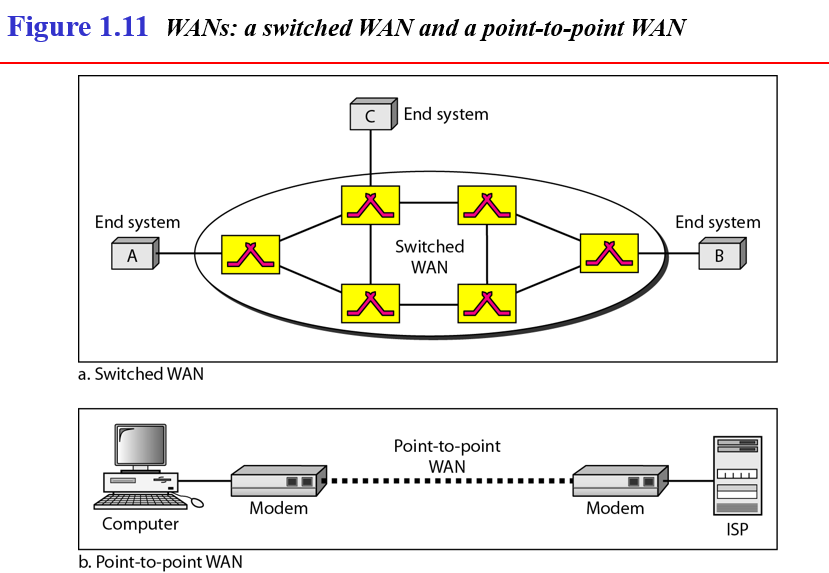 Figure 1.11 WANs: a switched WAN and a point-to-point WAN
C
End system
End system
A
Switched
WAN
End system
B
a. Switched WAN
Point-to-point
WAN
Computer
Modem
Modem
ISP
b. Point-to-point WAN